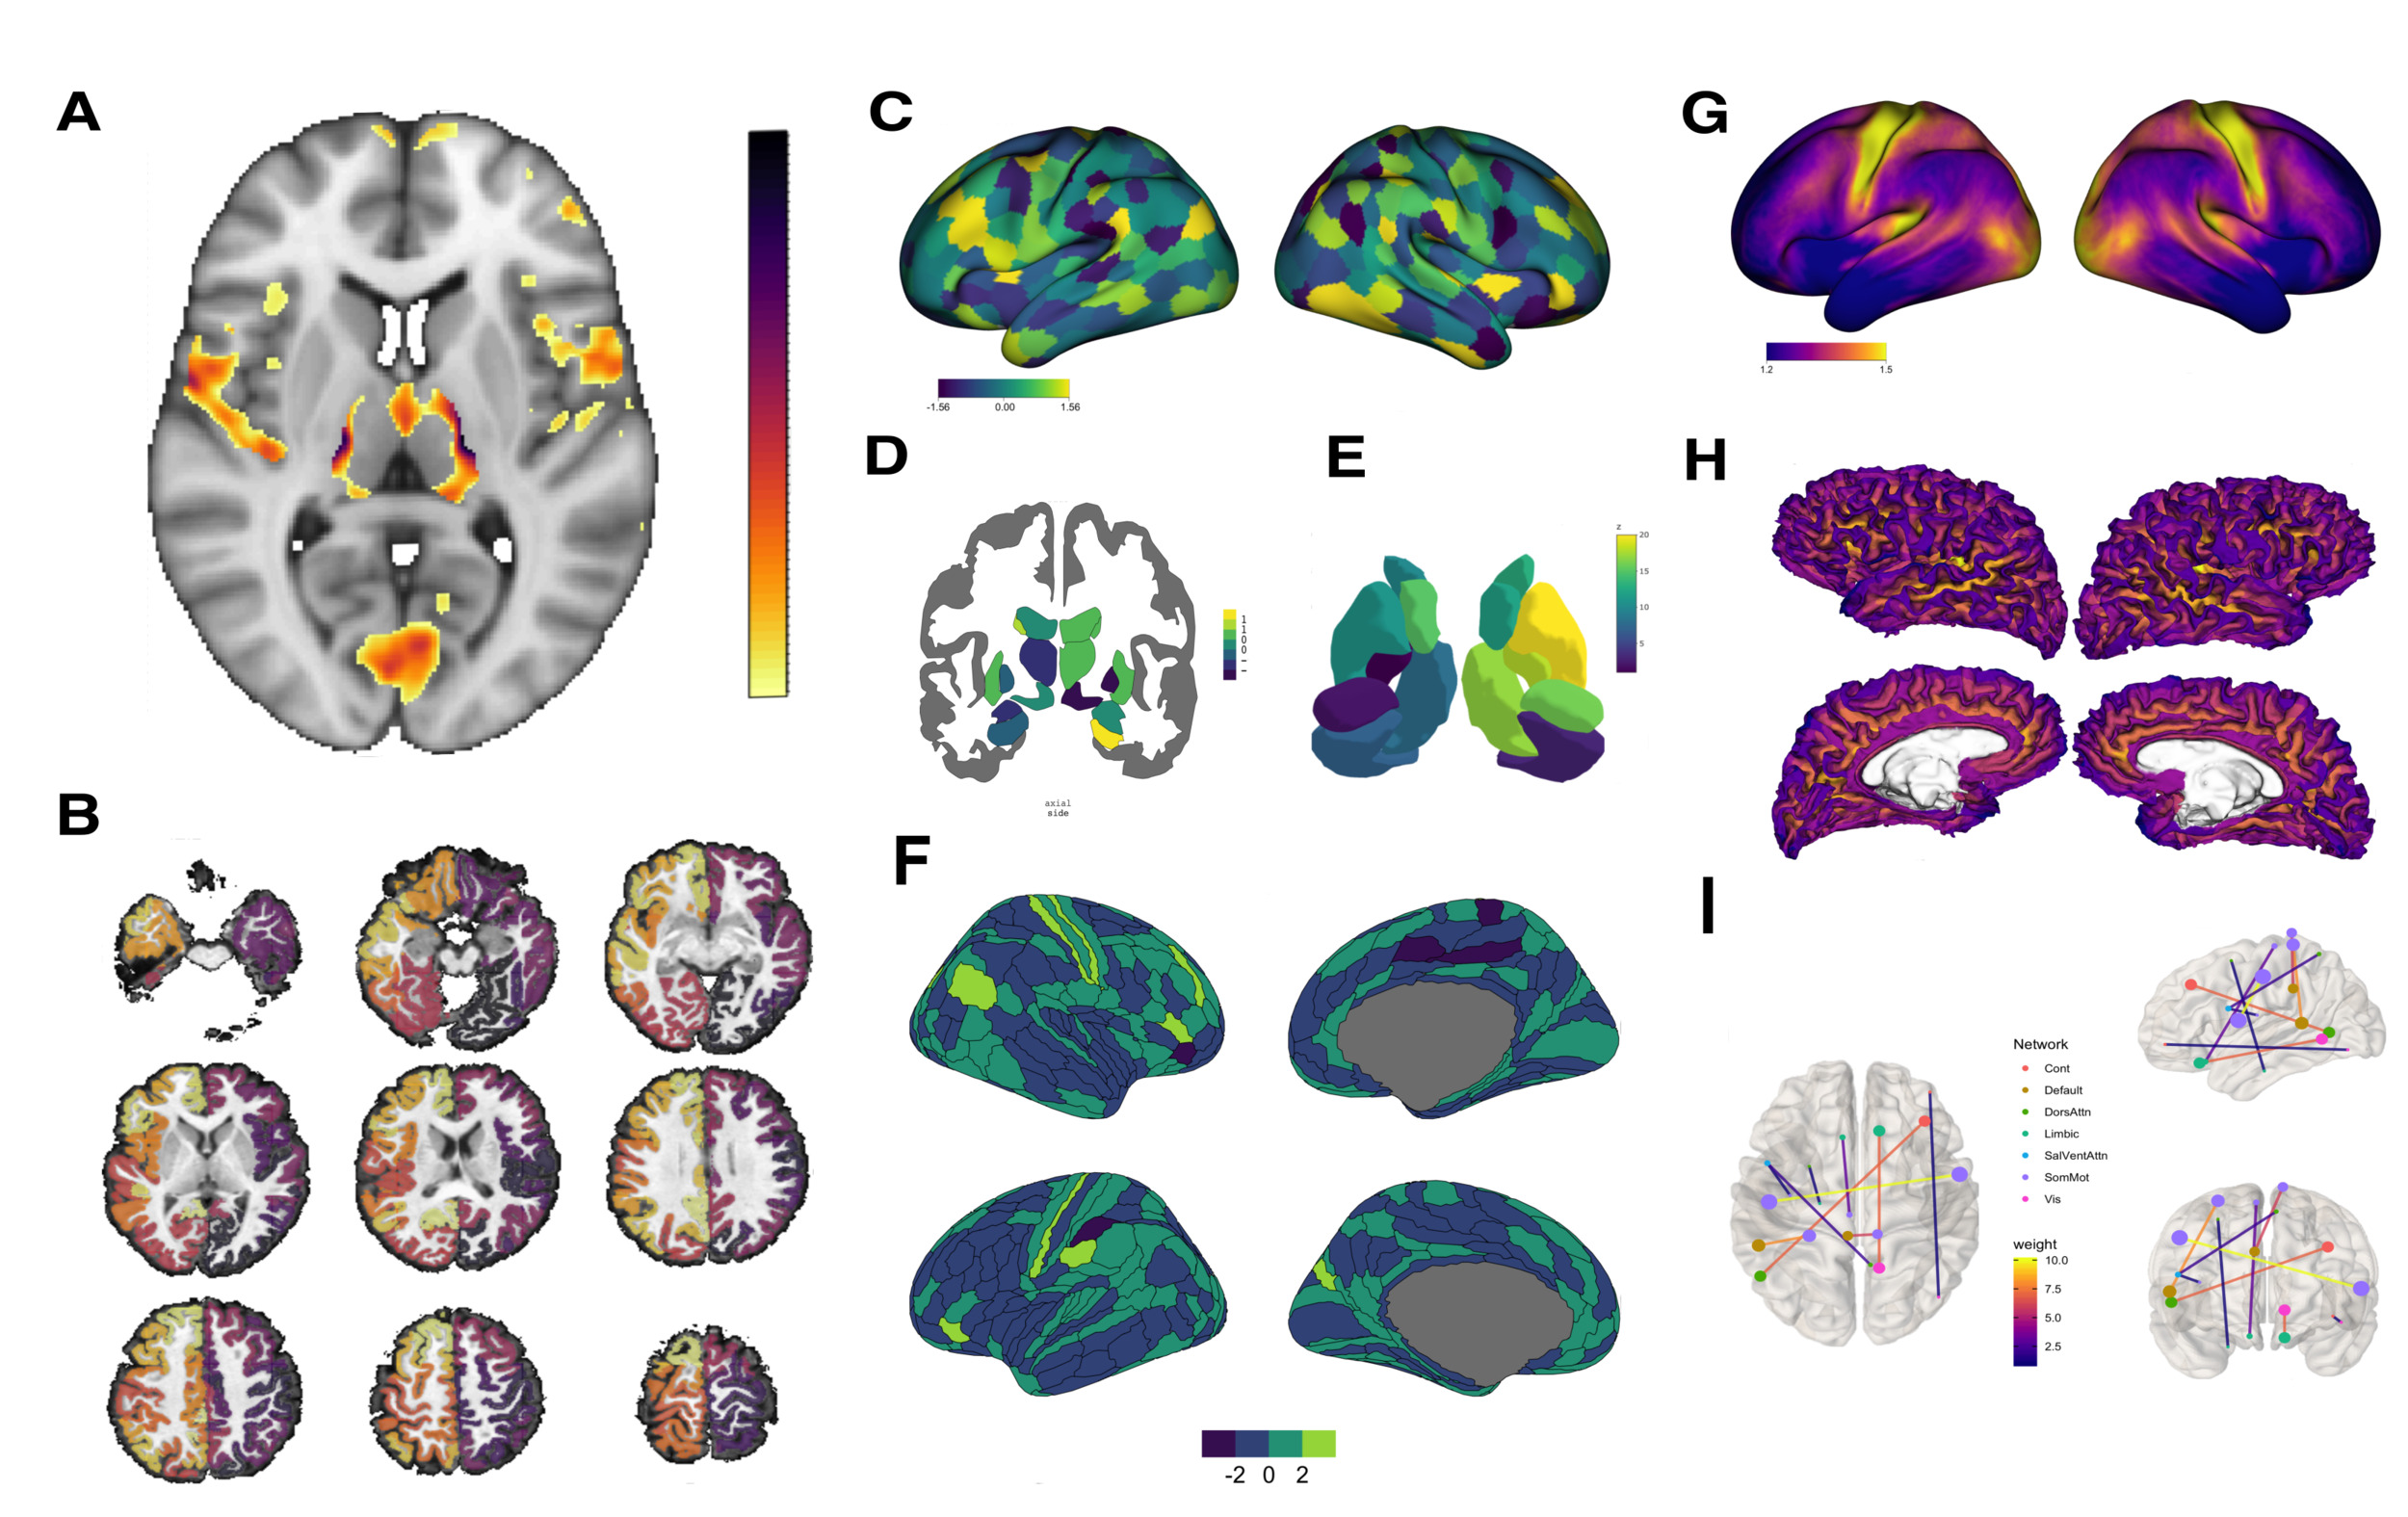 A
B
C
-1.56 0.00 1.56
D
1
1
0
0
-
-
axial
side
E
z
20
15
10
5
F
-2 0 2
G
1.2 1.5
H
I
Network
Cont
Default
DorsAttn
Limbic
SalVentAttn
SomMot
Vis
weight
10.0
7.5
5.0
2.5